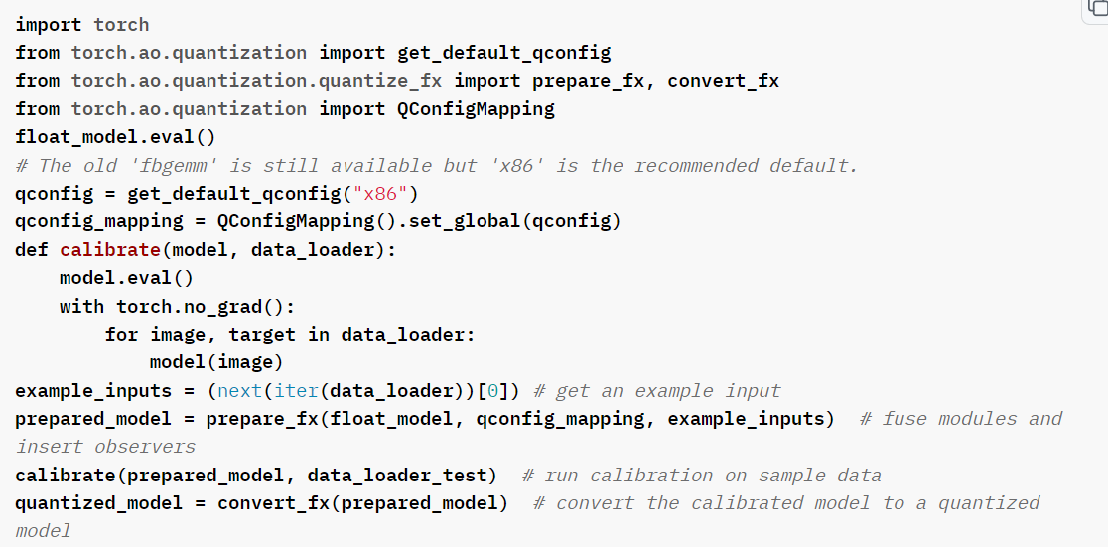 import torch
from torch.ao.quantization import get_default_qconfig
from torch.ao.quantization.quantize_fx import prepare_fx, convert_fx
from torch.ao.quantization import QConfigMapping
float_model.eval()
# The old 'fbgemm' is still available but 'x86' is the recommended default.
qconfig = get_default_qconfig("x86")
qconfig_mapping = QConfigMapping().set_global(qconfig)
def calibrate(model, data_loader):
    model.eval()
    with torch.no_grad():
        for image, target in data_loader:
            model(image)
example_inputs = (next(iter(data_loader))[0]) # get an example input
prepared_model = prepare_fx(float_model, qconfig_mapping, example_inputs)  # fuse modules and
insert observers
calibrate(prepared_model, data_loader_test)  # run calibration on sample data
quantized_model = convert_fx(prepared_model)  # convert the calibrated model to a quantized
model